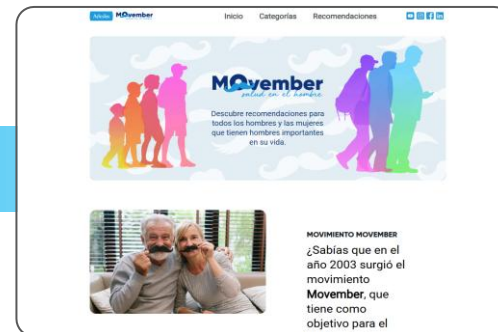 MOvember
Inicio Categorías Recomendaciones
MOvember
salud en el hombre
Descubre recomendaciones para
todos los hombres y las mujeres
que tienen hombres importantes
en su vida.
MOVIMIENTO MOVEMBER
¿Sabías que en el
año 2003 surgió el
movimiento
Movember, que
tiene como
objetivo para el